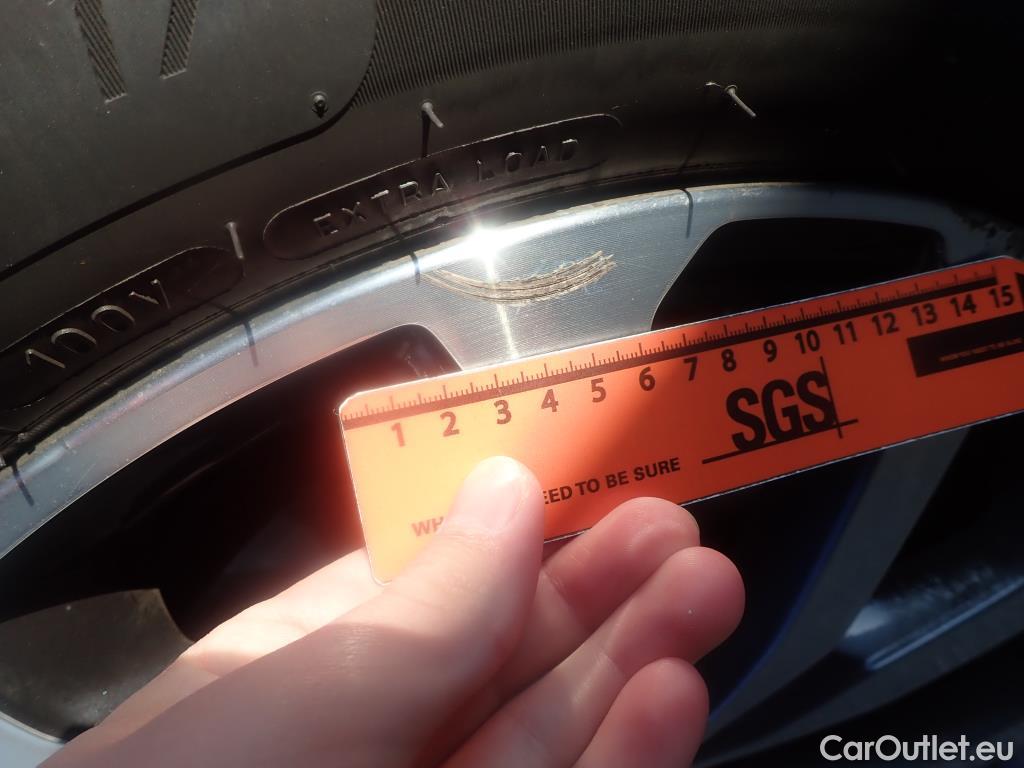 EXTRA LOAD
100V
1 2 3 4 5 6 7 8 9 10 11 12 13 14 15
SGS
WH EED TO BE SURE
CarOutlet.eu